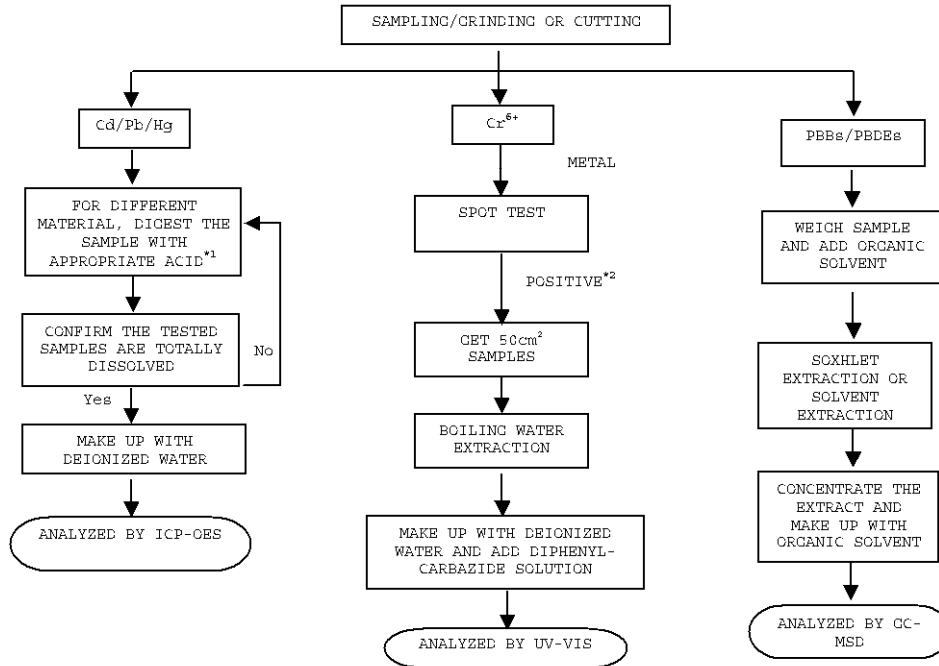 SAMPLING/GRINDING OR CUTTING
Cd/Pb/Hg
FOR DIFFERENT
MATERIAL, DIGEST THE
SAMPLE WITH
APPROPRIATE ACID*1
CONFIRM THE TESTED
SAMPLES ARE TOTALLY
DISSOLVED
No
Yes
MAKE UP WITH
DEIONIZED WATER
ANALYZED BY ICP-OES
Cr6+
METAL
SPOT TEST
POSITIVE*2
GET 50cm2
SAMPLES
BOILING WATER
EXTRACTION
MAKE UP WITH DEIONIZED
WATER AND ADD DIPHENYL-
CARBAZIDE SOLUTION
ANALYZED BY UV-VIS
PBBs/PBDEs
WEIGH SAMPLE
AND ADD ORGANIC
SOLVENT
SOXHLET
EXTRACTION OR
SOLVENT
EXTRACTION
CONCENTRATE THE
EXTRACT AND
MAKE UP WITH
ORGANIC SOLVENT
ANALYZED BY GC-
MSD